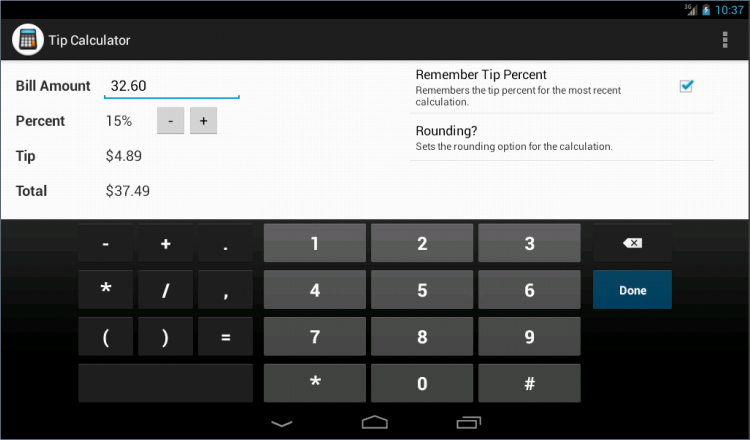 3G 10:37
Tip Calculator
Bill Amount 32.60
Percent 15% - +
Tip $4.89
Total $37.49
Remember Tip Percent
Remembers the tip percent for the most recent
calculation.
Rounding?
Sets the rounding option for the calculation.
- + . 1 2 3
* / , 4 5 6 Done
( ) = 7 8 9
* 0 #